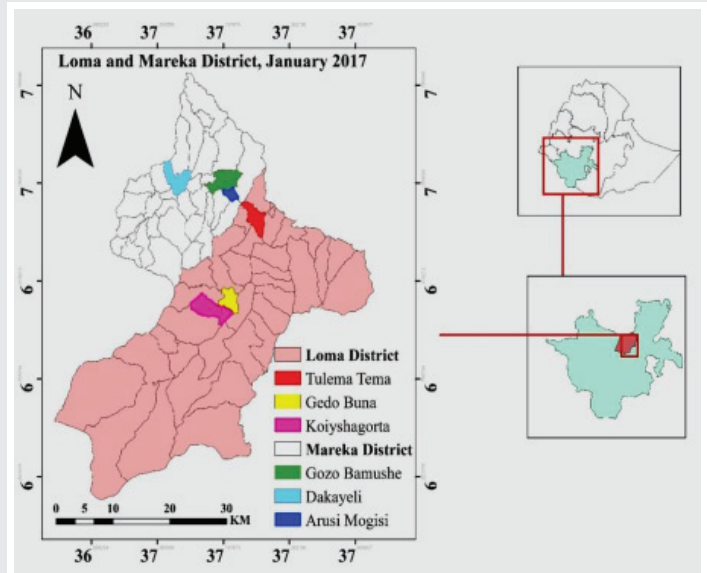 36 37 37 37 37
Loma and Mareka District, January 2017
N
7 7
7 7
6 6
6 6
6 6
Loma District
Tulema Tema
Gedo Buna
Koiyshagorta
Mareka District
Gozo Bamushe
Dakayeli
Arusi Mogisi
0 5 10 20 30
KM
36 37 37 37 37